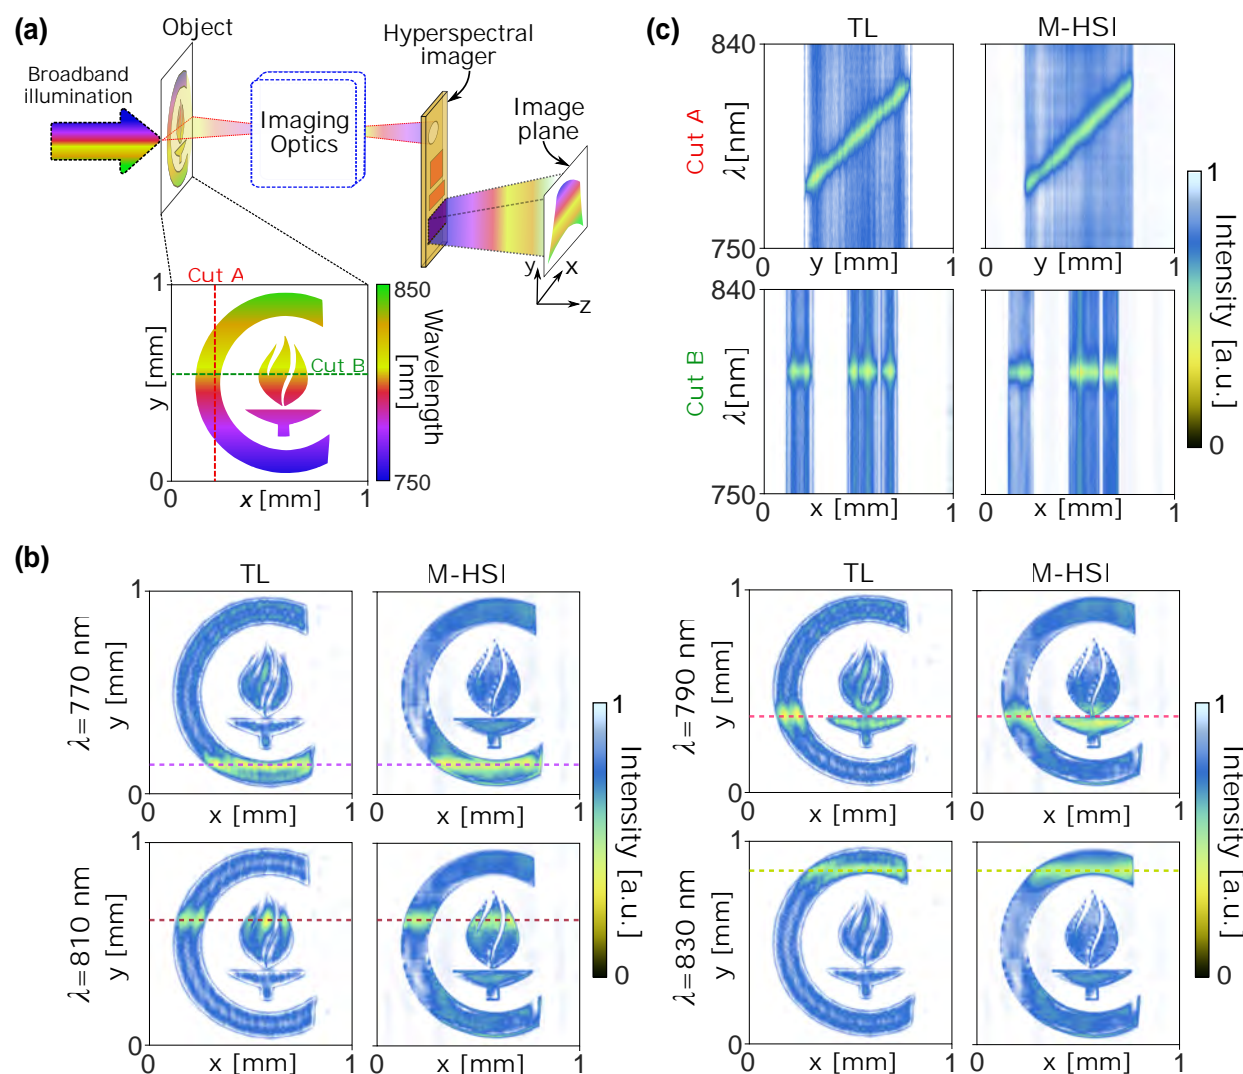 (a)
Object
Broadband
illumination
Imaging
Optics
Hyperspectral
imager
Image
plane
y
x
z
Cut A
Cut B
1
y [mm]
0
0
x [mm]
1
850
Wavelength
[nm]
750
(c)
TL
M-HSI
Cut A
840
λ[nm]
750
0
y [mm]
1
0
y [mm]
1
Cut B
840
λ[nm]
750
0
x [mm]
1
0
x [mm]
1
1
Intensity [a.u.]
0
(b)
TL
M-HSI
λ=770 nm
1
y [mm]
0
0
x [mm]
1
0
x [mm]
1
λ=810 nm
1
y [mm]
0
0
x [mm]
1
0
x [mm]
1
1
Intensity [a.u.]
0
TL
M-HSI
λ=790 nm
1
y [mm]
0
0
x [mm]
1
0
x [mm]
1
λ=830 nm
1
y [mm]
0
0
x [mm]
1
0
x [mm]
1
1
Intensity [a.u.]
0